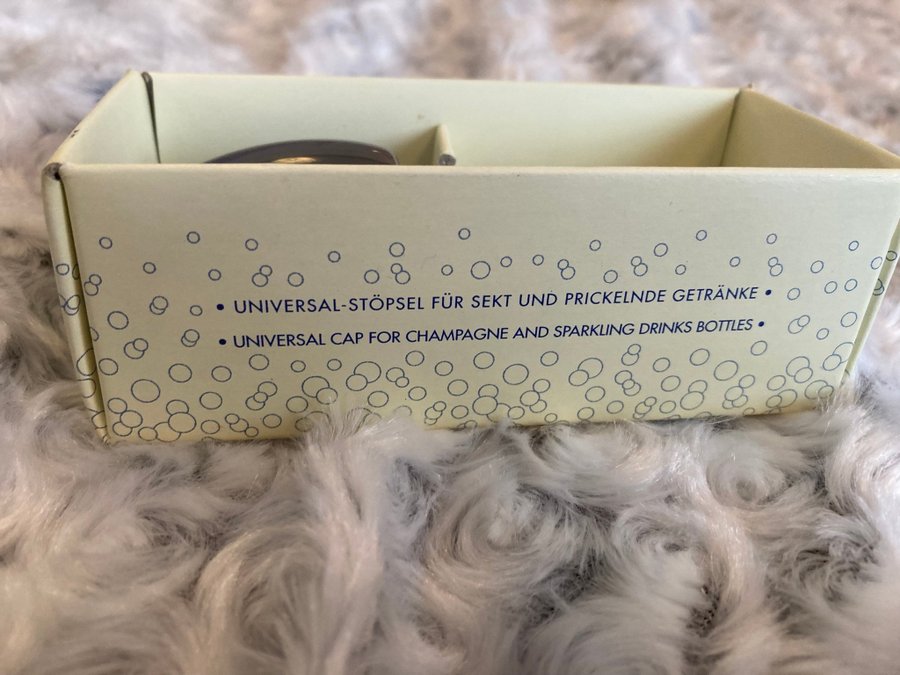 • UNIVERSAL-STÖPSEL FÜR SEKT UND PRICKELNDE GETRÄNKE •
• UNIVERSAL CAP FOR CHAMPAGNE AND SPARKLING DRINKS BOTTLES •